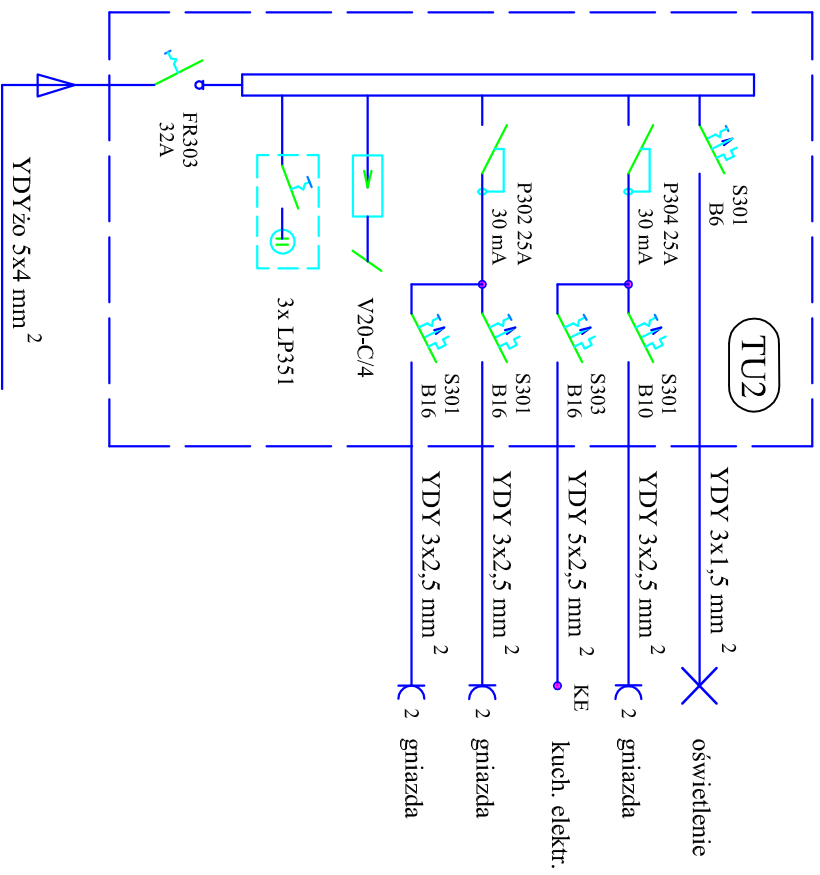 TU2
S301
B6
YDY 3x1,5 mm 2
oświetlenie
P304 25A
30 mA
S301
B10
YDY 3x2,5 mm 2
2 gniazda
S303
B16
YDY 5x2,5 mm 2
KE
kuch. elektr.
P302 25A
30 mA
S301
B16
YDY 3x2,5 mm 2
2 gniazda
S301
B16
YDY 3x2,5 mm 2
2 gniazda
V20-C/4
3x LP351
FR303
32A
YDYżo 5x4 mm 2